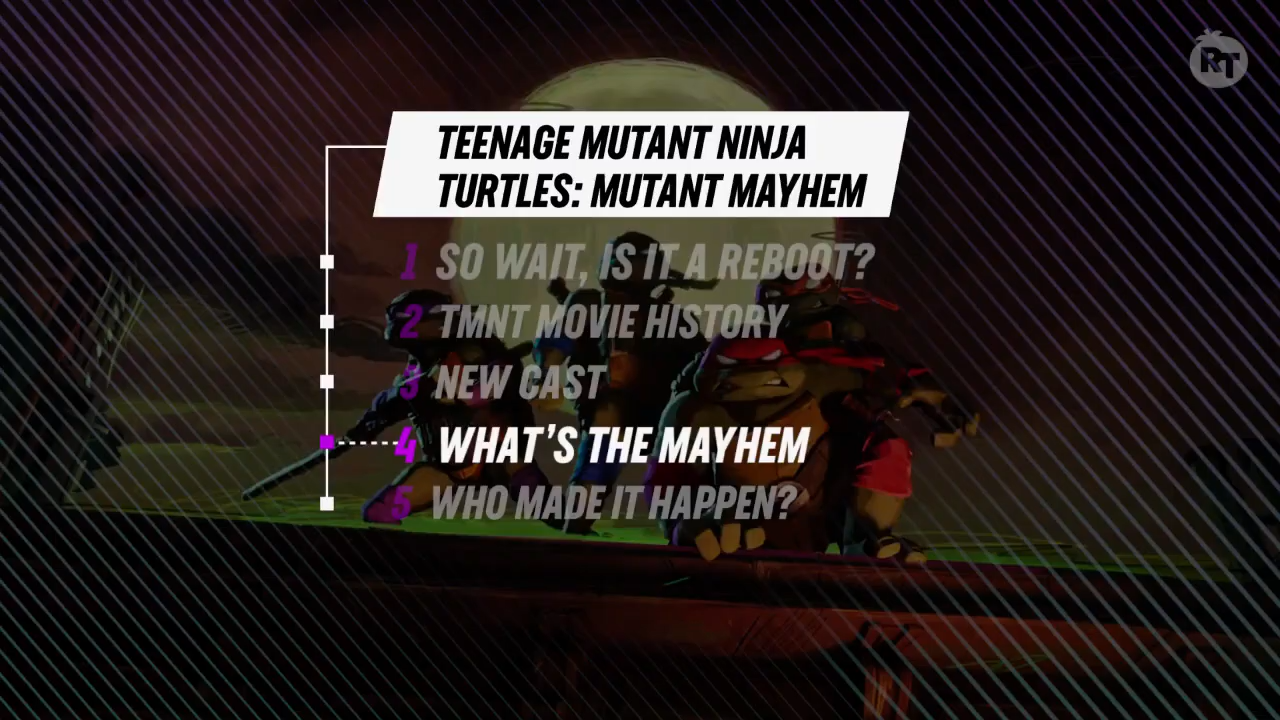 RT
TEENAGE MUTANT NINJA
TURTLES: MUTANT MAYHEM
1 SO WAIT, IS IT A REBOOT?
2 TMNT MOVIE HISTORY
3 NEW CAST
4 WHAT'S THE MAYHEM
5 WHO MADE IT HAPPEN?